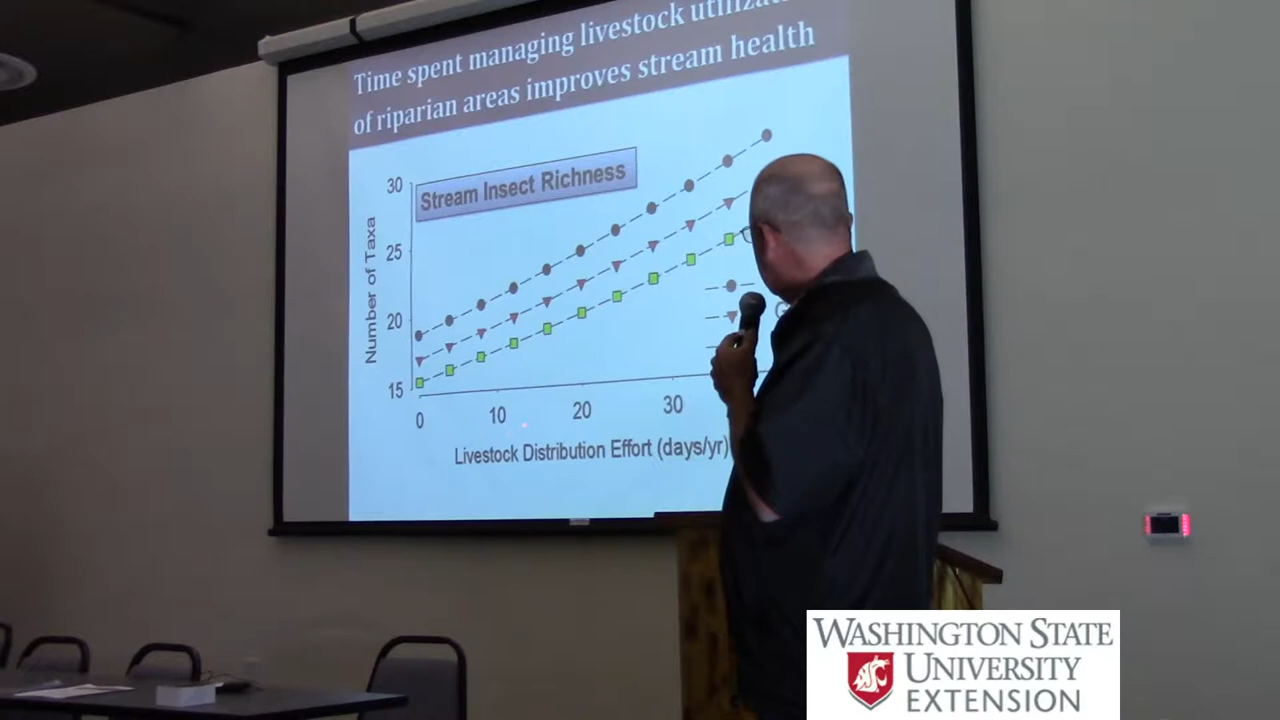 Time spent managing livestock
of riparian areas improves stream health
Stream Insect Richness
30
25
20
15
Number of Taxa
0
10
20
30
Livestock Distribution Effort (days/yr)
WASHINGTON STATE
UNIVERSITY
EXTENSION